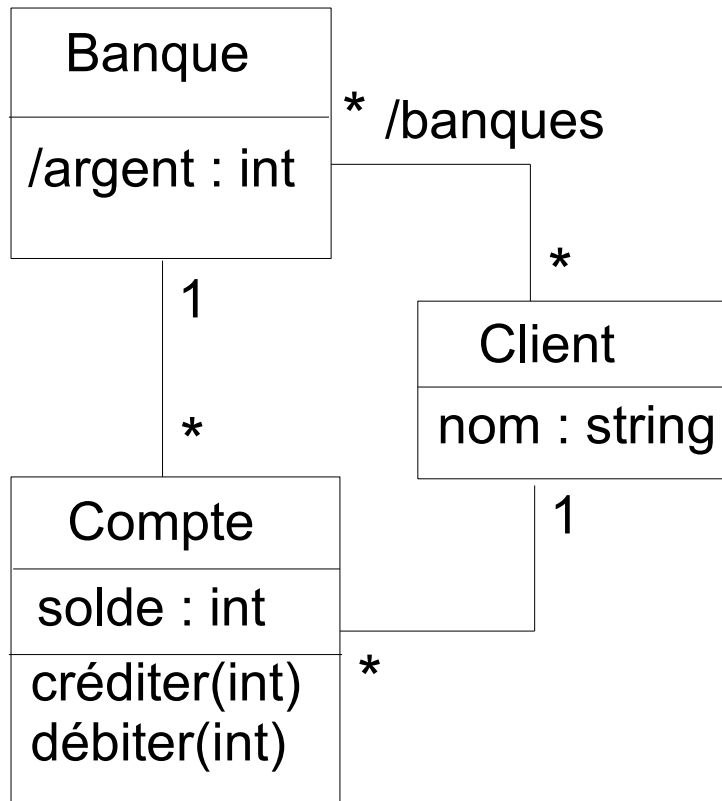 Banque
/argent : int
* /banques
1
*
*
Client
nom : string
1
*
Compte
solde : int
créditer(int)
débiter(int)